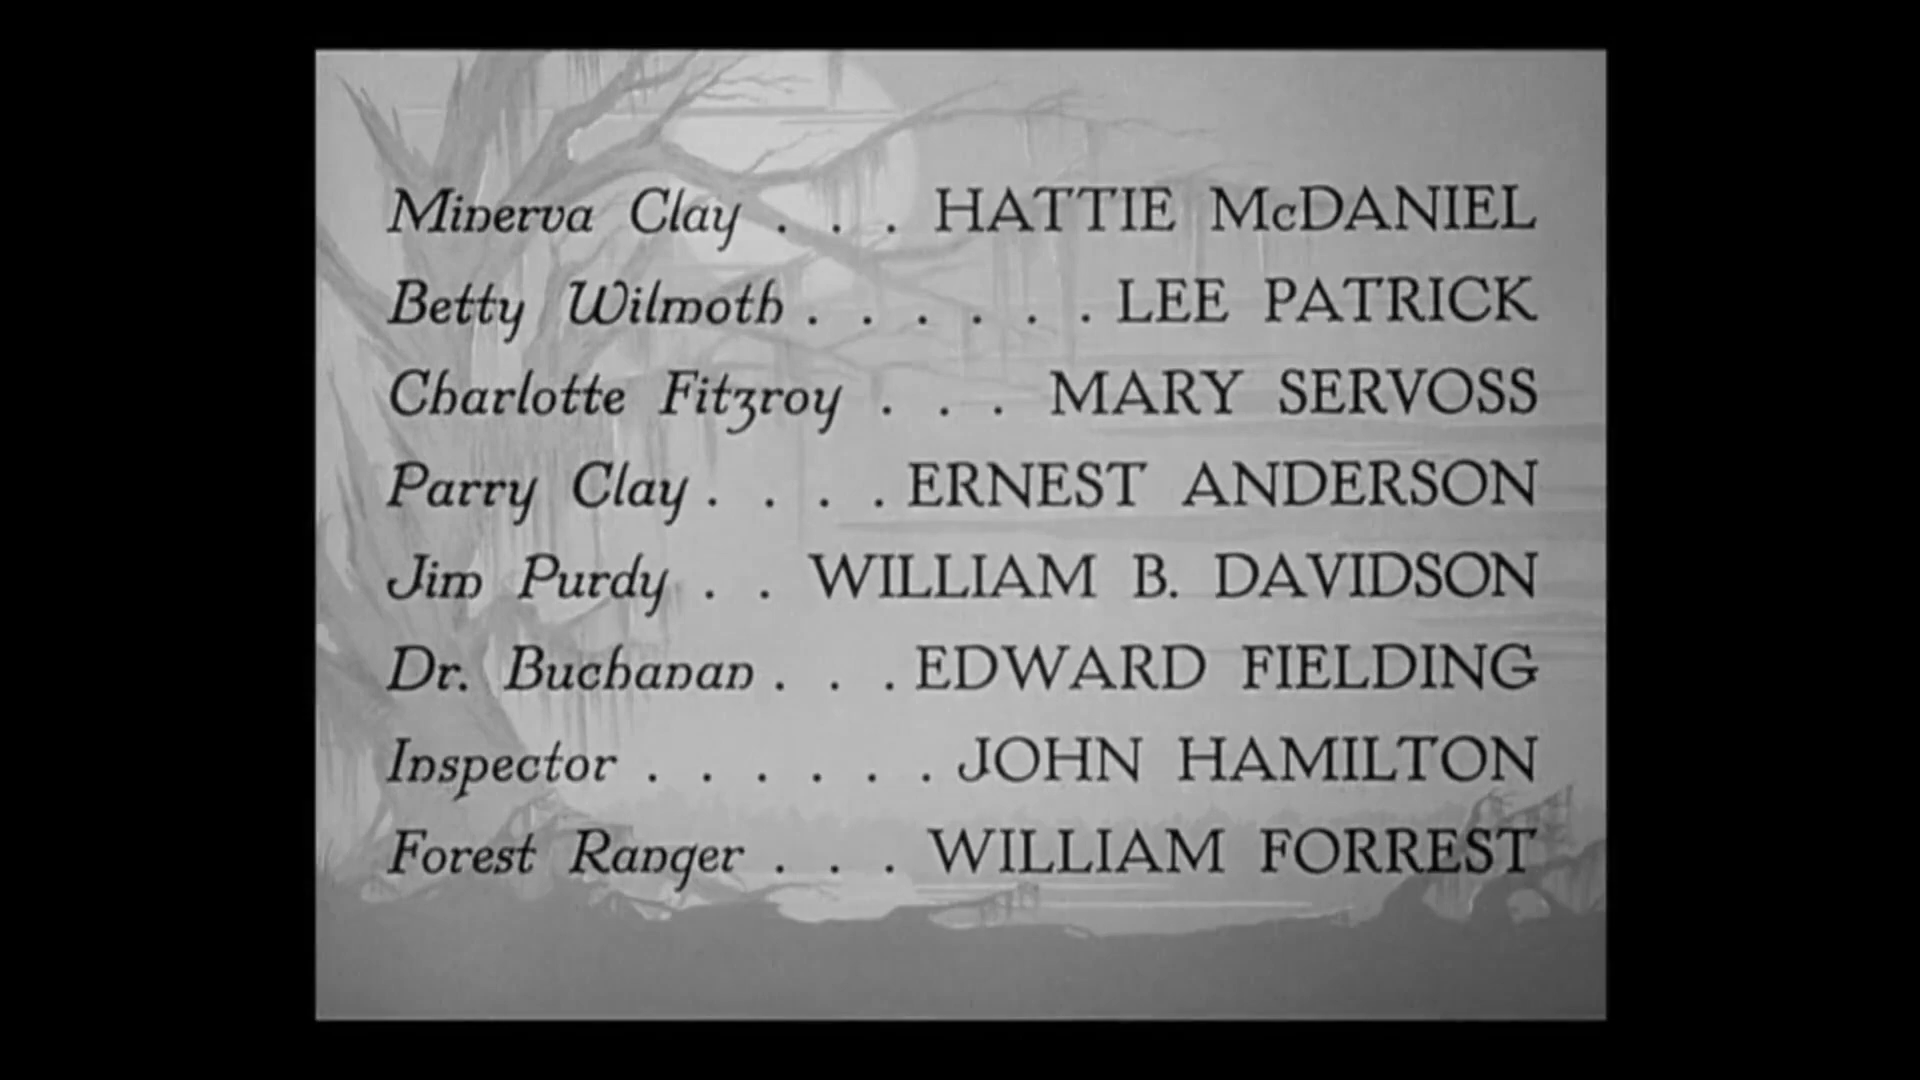 Minerva Clay . . . HATTIE McDANIEL
Betty Wilmoth . . . . . . LEE PATRICK
Charlotte Fitzroy . . . MARY SERVOSS
Parry Clay . . . . ERNEST ANDERSON
Jim Purdy . . WILLIAM B. DAVIDSON
Dr. Buchanan . . . EDWARD FIELDING
Inspector . . . . . . JOHN HAMILTON
Forest Ranger . . . WILLIAM FORREST